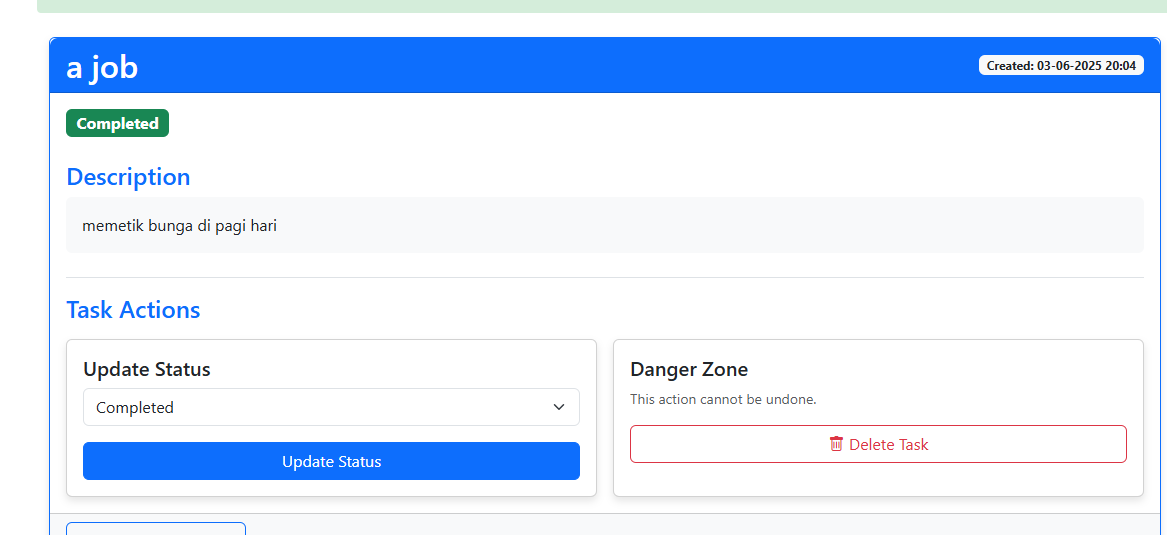 a job
Created: 03-06-2025 20:04
Completed
Description
memetik bunga di pagi hari
Task Actions
Update Status
Completed
Update Status
Danger Zone
This action cannot be undone.
Delete Task